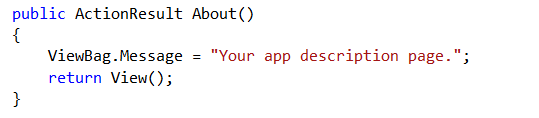 public ActionResult About()
{
    ViewBag.Message = "Your app description page.";
    return View();
}